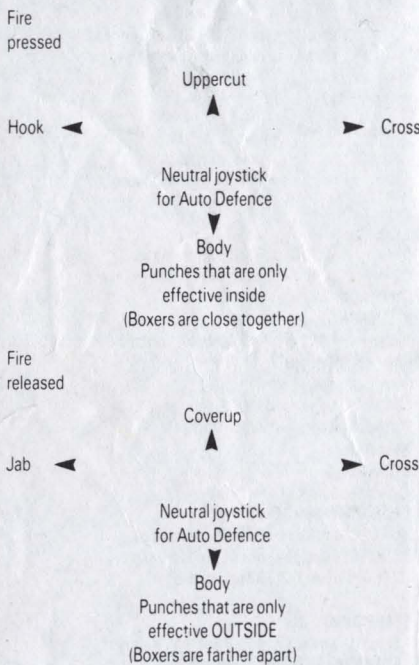 Fire
pressed
Uppercut
Hook
Cross
Neutral joystick
for Auto Defence
Body
Punches that are only
effective inside
(Boxers are close together)
Fire
released
Coverup
Jab
Cross
Neutral joystick
for Auto Defence
Body
Punches that are only
effective OUTSIDE
(Boxers are farther apart)